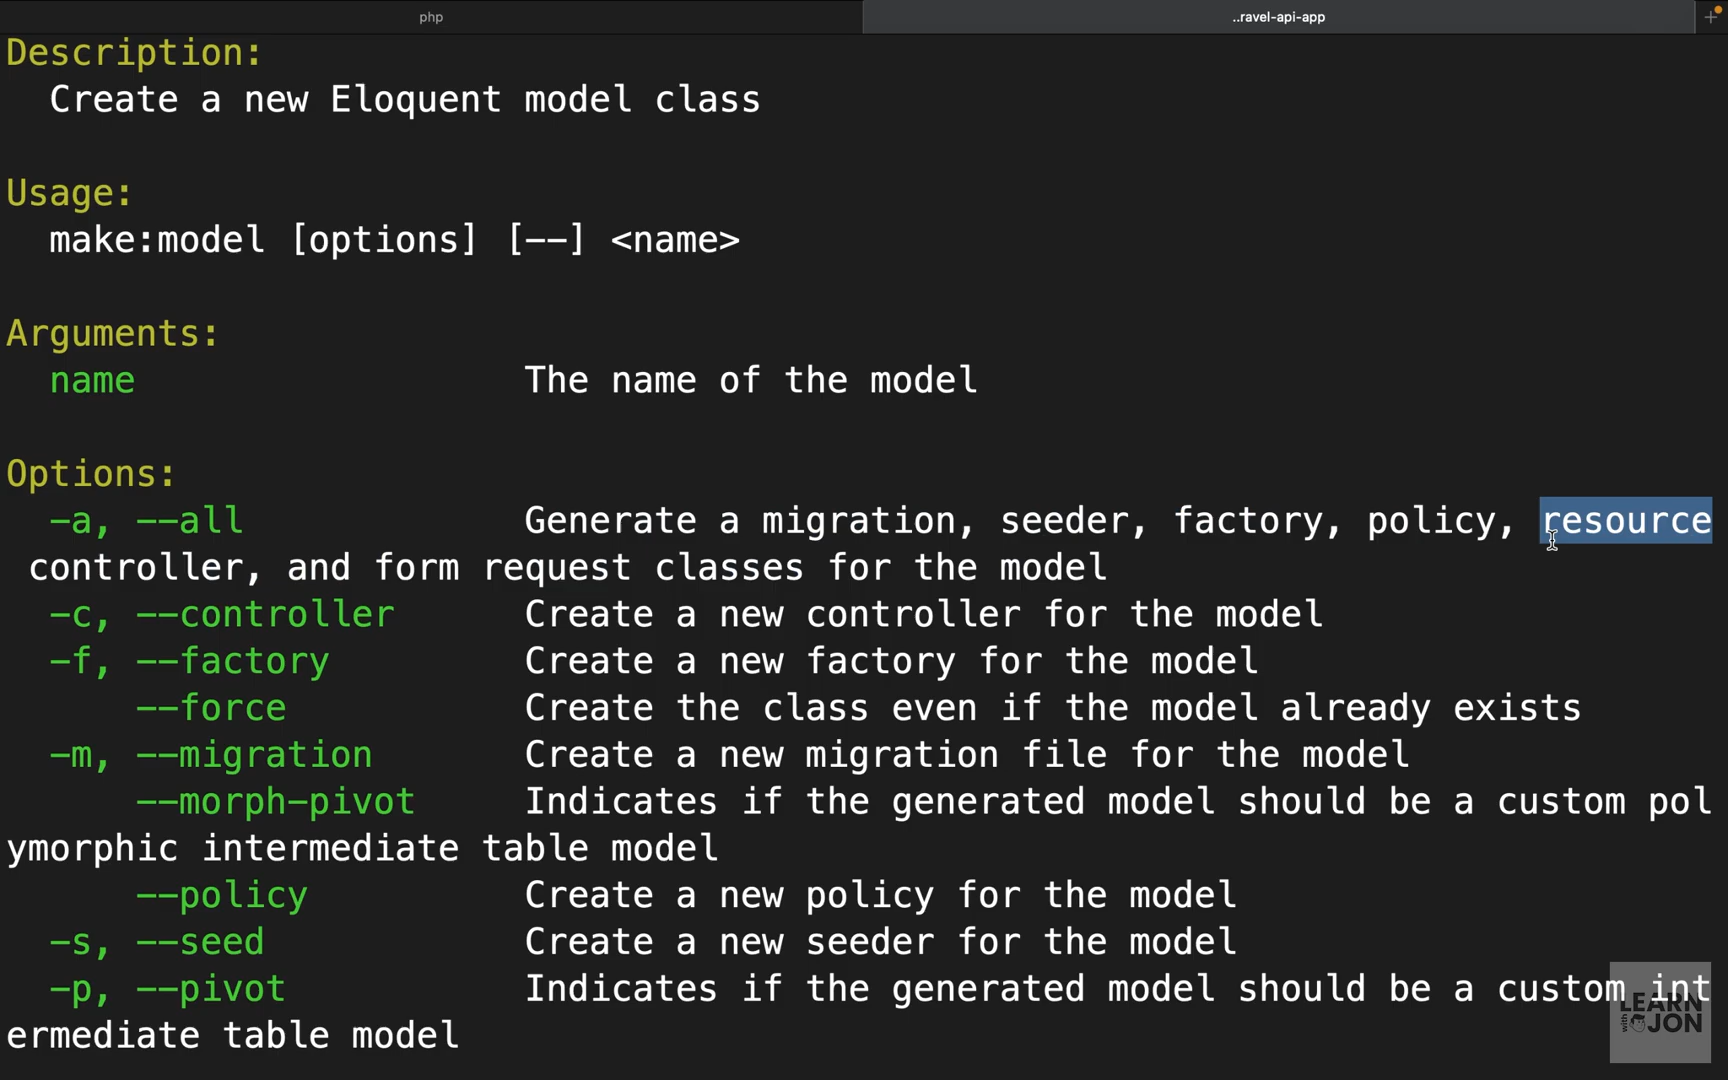 php
..ravel-api-app
+
Description:
Create a new Eloquent model class
Usage:
make:model [options] [--] <name>
Arguments:
name The name of the model
Options:
-a, --all Generate a migration, seeder, factory, policy, resource
controller, and form request classes for the model
-c, --controller Create a new controller for the model
-f, --factory Create a new factory for the model
--force Create the class even if the model already exists
-m, --migration Create a new migration file for the model
--morph-pivot Indicates if the generated model should be a custom pol
ymorphic intermediate table model
--policy Create a new policy for the model
-s, --seed Create a new seeder for the model
-p, --pivot Indicates if the generated model should be a custom int
ermediate table model
LEARN
with JON